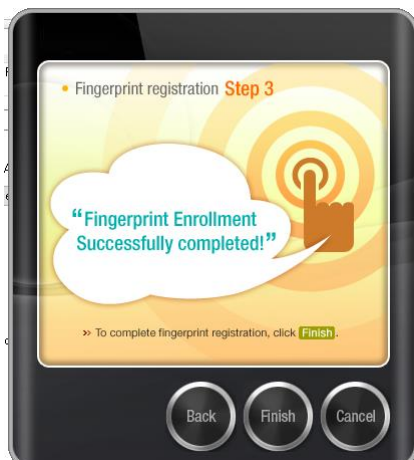 • Fingerprint registration Step 3
“Fingerprint Enrollment
Successfully completed!”
» To complete fingerprint registration, click Finish.
Back Finish Cancel